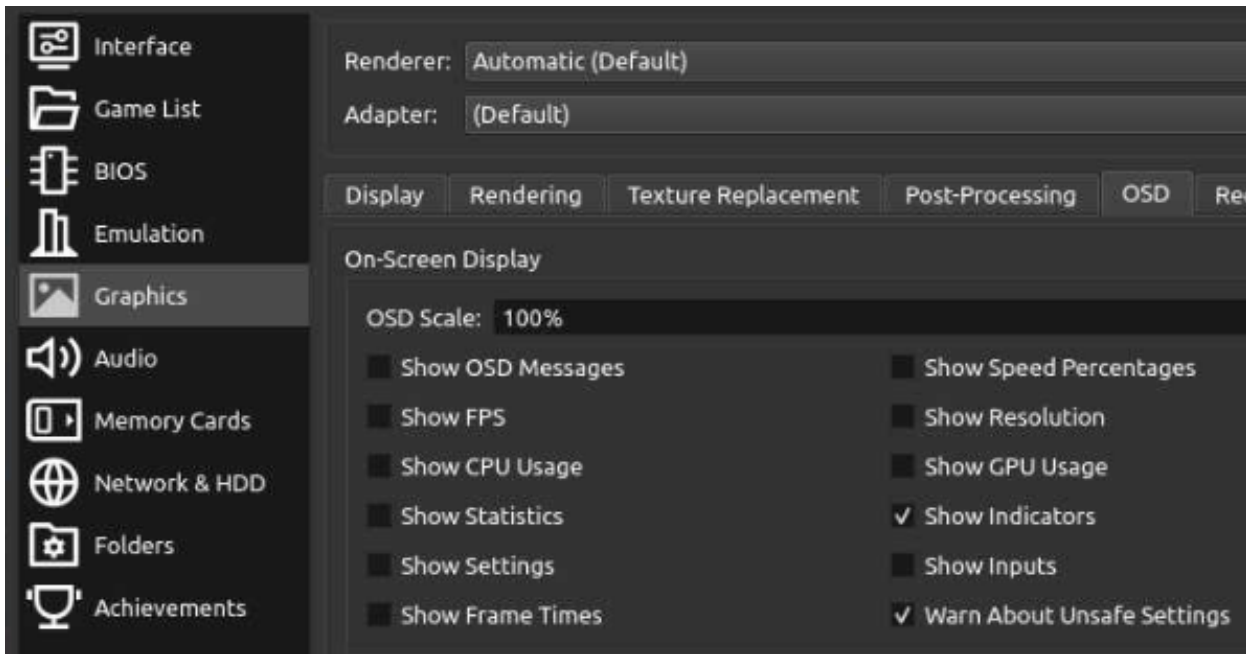 Interface
Game List
BIOS
Emulation
Graphics
Audio
Memory Cards
Network & HDD
Folders
Achievements
Renderer: Automatic (Default)
Adapter: (Default)
Display Rendering Texture Replacement Post-Processing OSD
On-Screen Display
OSD Scale: 100%
Show OSD Messages Show Speed Percentages
Show FPS Show Resolution
Show CPU Usage Show GPU Usage
Show Statistics Show Indicators
Show Settings Show Inputs
Show Frame Times Warn About Unsafe Settings